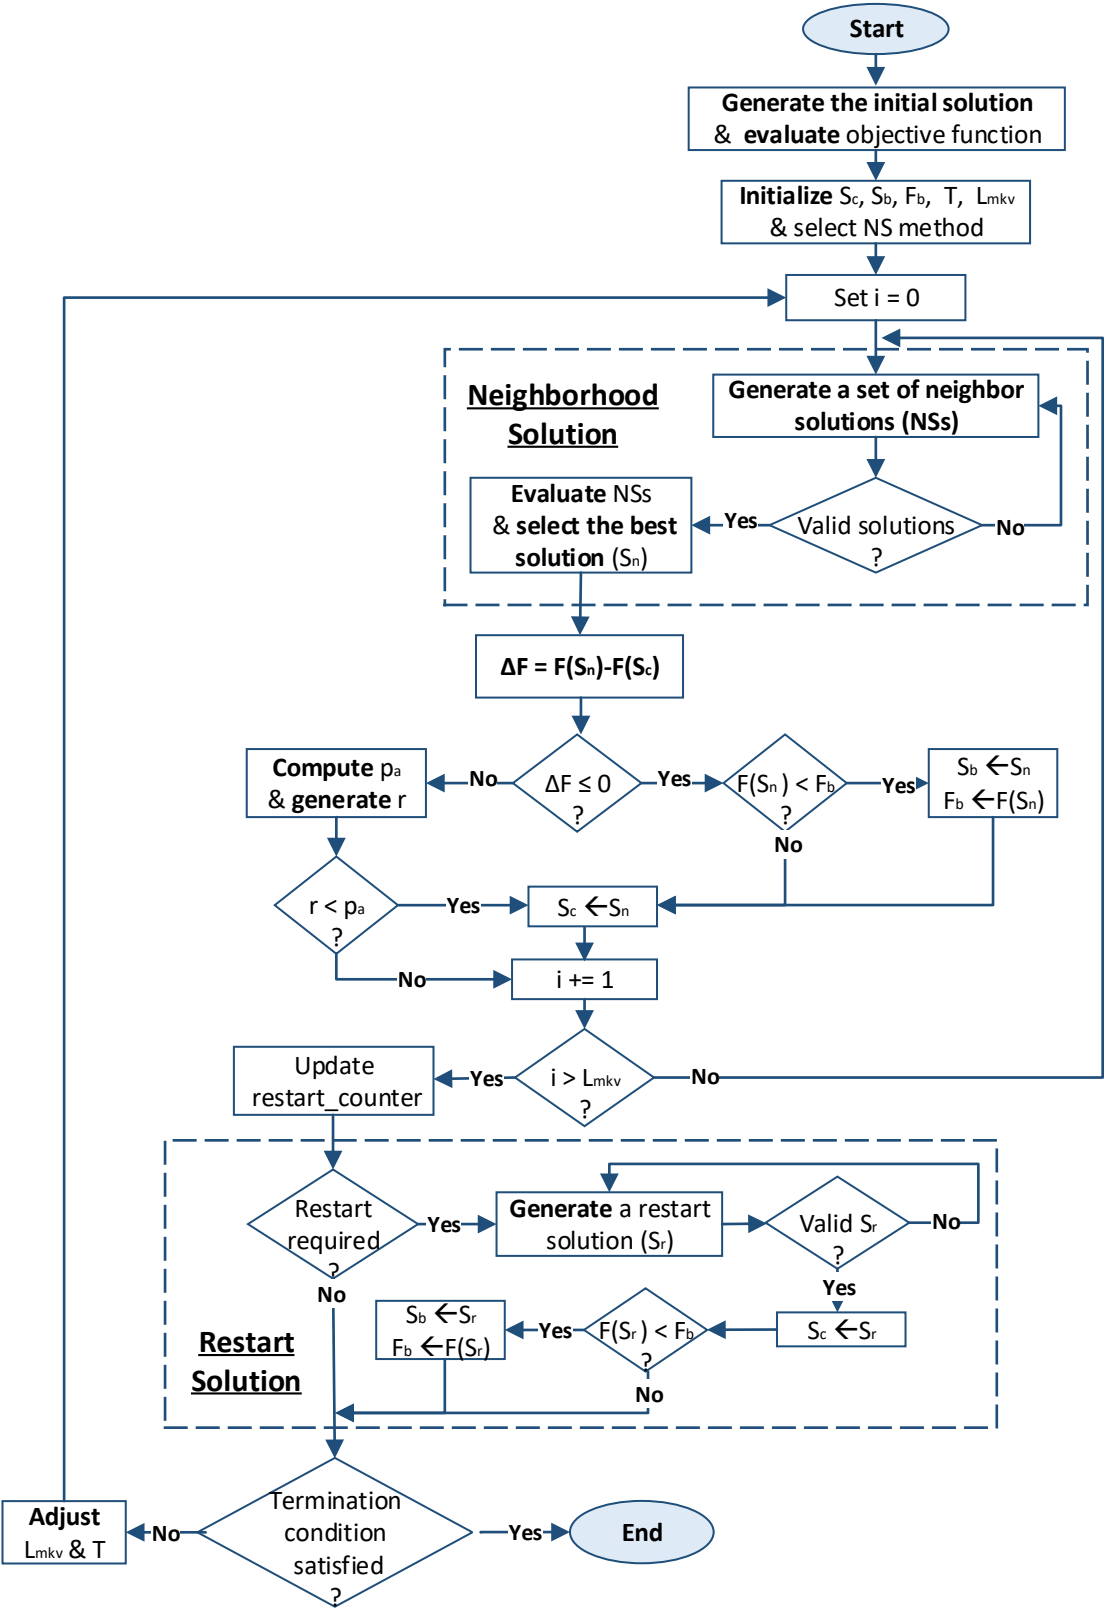 Start
Generate the initial solution
& evaluate objective function
Initialize Sc, Sb, Fb, T, Lmkv
& select NS method
Set i = 0
Neighborhood
Solution
Generate a set of neighbor
solutions (NSs)
Evaluate NSs
& select the best
solution (Sn)
Yes
Valid solutions
?
No
ΔF = F(Sn)-F(Sc)
Compute pa
& generate r
No
ΔF ≤ 0
?
Yes
F(Sn) < Fb
?
Yes
Sb ←Sn
Fb ←F(Sn)
No
r < pa
?
Yes
Sc ←Sn
No
i += 1
Update
restart_counter
Yes
i > Lmkv
?
No
Restart
required
?
Yes
Generate a restart
solution (Sr)
Valid Sr
?
No
No
Yes
Restart
Solution
Sb ←Sr
Fb ←F(Sr)
Yes
F(Sr) < Fb
?
Sc ←Sr
No
Adjust
Lmkv & T
No
Termination
condition
satisfied
?
Yes
End